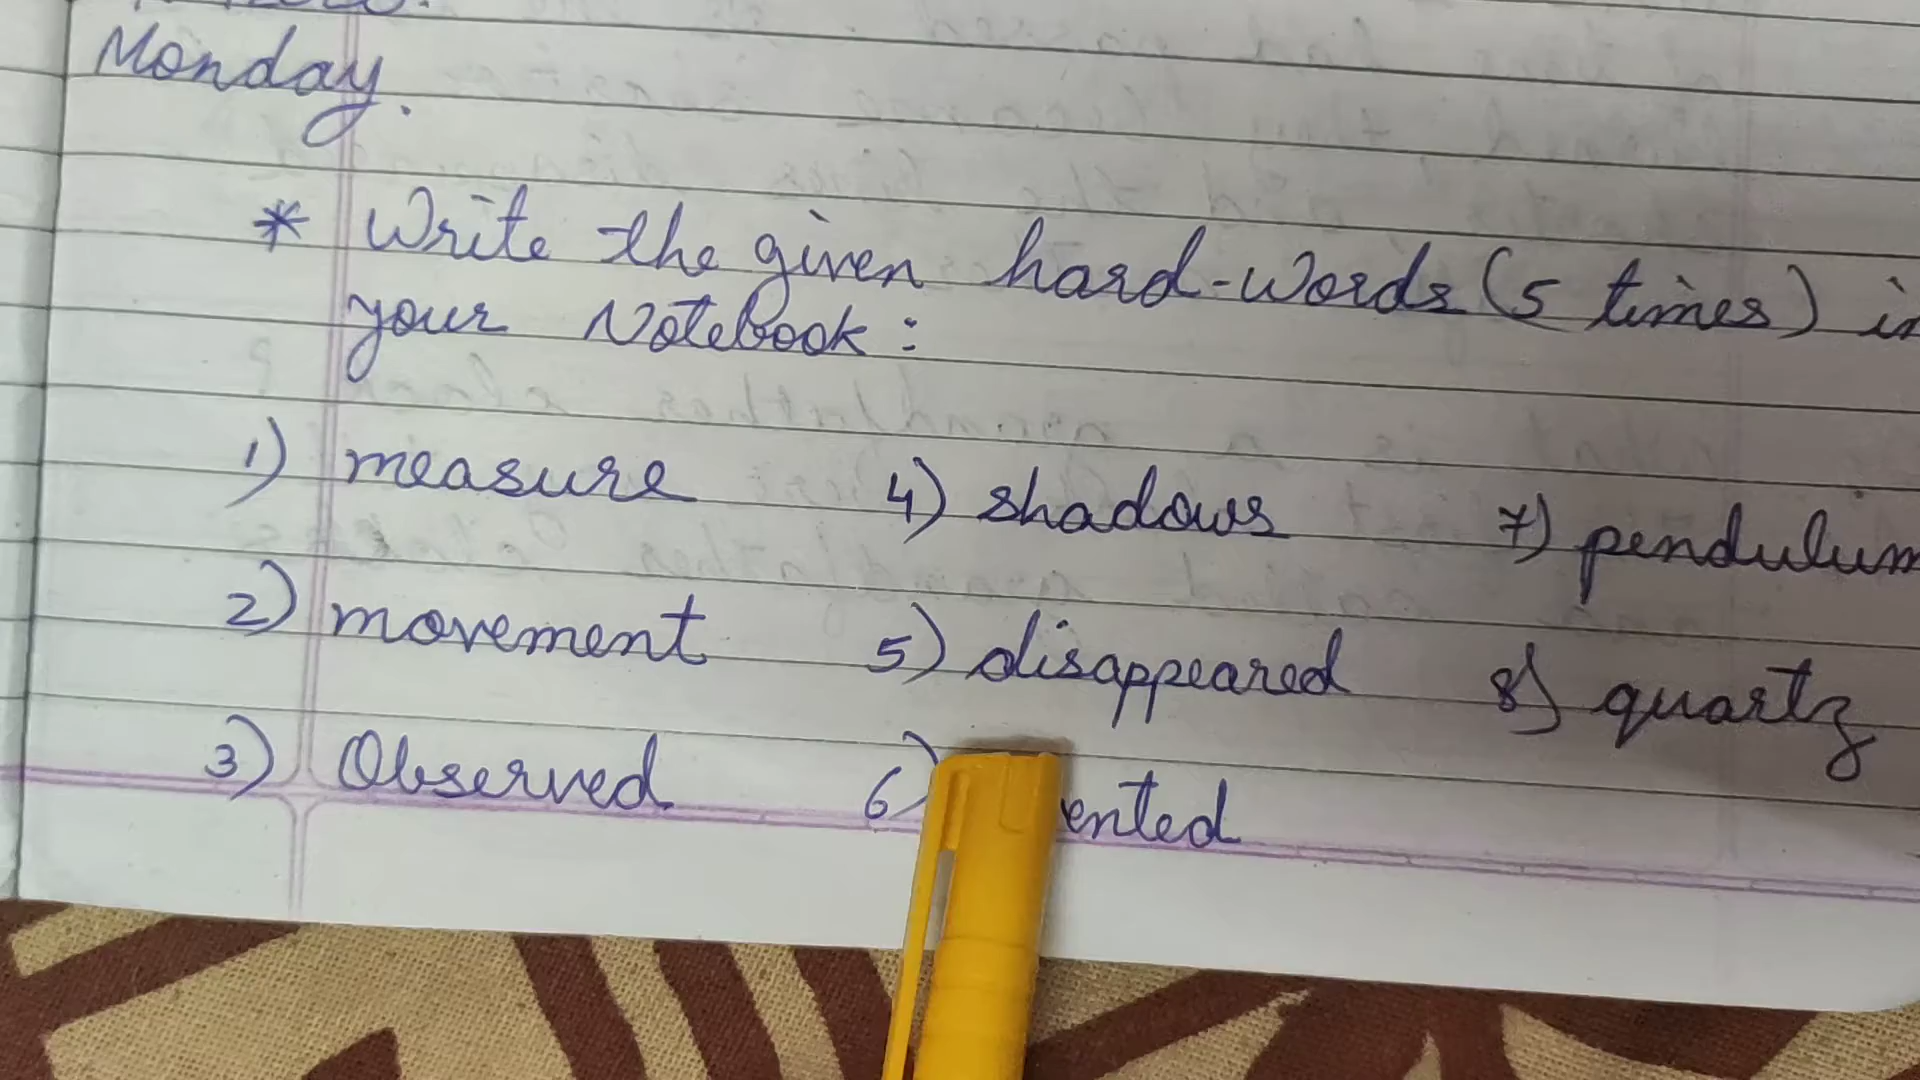 Monday.
* Write the given hard-words (5 times) in
your Notebook:
1) measure 4) shadows 7) pendulum
2) movement 5) disappeared 8) quartz
3) Observed 6) ented